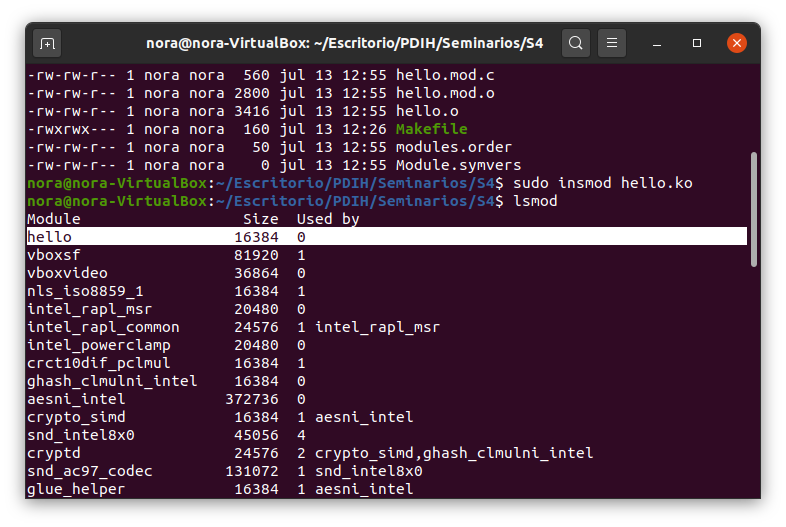 nora@nora-VirtualBox: ~/Escritorio/PDIH/Seminarios/S4
-rw-rw-r-- 1 nora nora  560 jul 13 12:55 hello.mod.c
-rw-rw-r-- 1 nora nora 2800 jul 13 12:55 hello.mod.o
-rw-rw-r-- 1 nora nora 3416 jul 13 12:55 hello.o
-rwxrwx--- 1 nora nora  160 jul 13 12:26 Makefile
-rw-rw-r-- 1 nora nora   50 jul 13 12:55 modules.order
-rw-rw-r-- 1 nora nora    0 jul 13 12:55 Module.symvers
nora@nora-VirtualBox:~/Escritorio/PDIH/Seminarios/S4$ sudo insmod hello.ko
nora@nora-VirtualBox:~/Escritorio/PDIH/Seminarios/S4$ lsmod
Module                  Size  Used by
hello                  16384  0
vboxsf                 81920  1
vboxvideo              36864  0
nls_iso8859_1          16384  1
intel_rapl_msr         20480  0
intel_rapl_common      24576  1 intel_rapl_msr
intel_powerclamp       20480  0
crct10dif_pclmul       16384  1
ghash_clmulni_intel    16384  0
aesni_intel           372736  0
crypto_simd            16384  1 aesni_intel
snd_intel8x0           45056  4
cryptd                 24576  2 crypto_simd,ghash_clmulni_intel
snd_ac97_codec        131072  1 snd_intel8x0
glue_helper            16384  1 aesni_intel